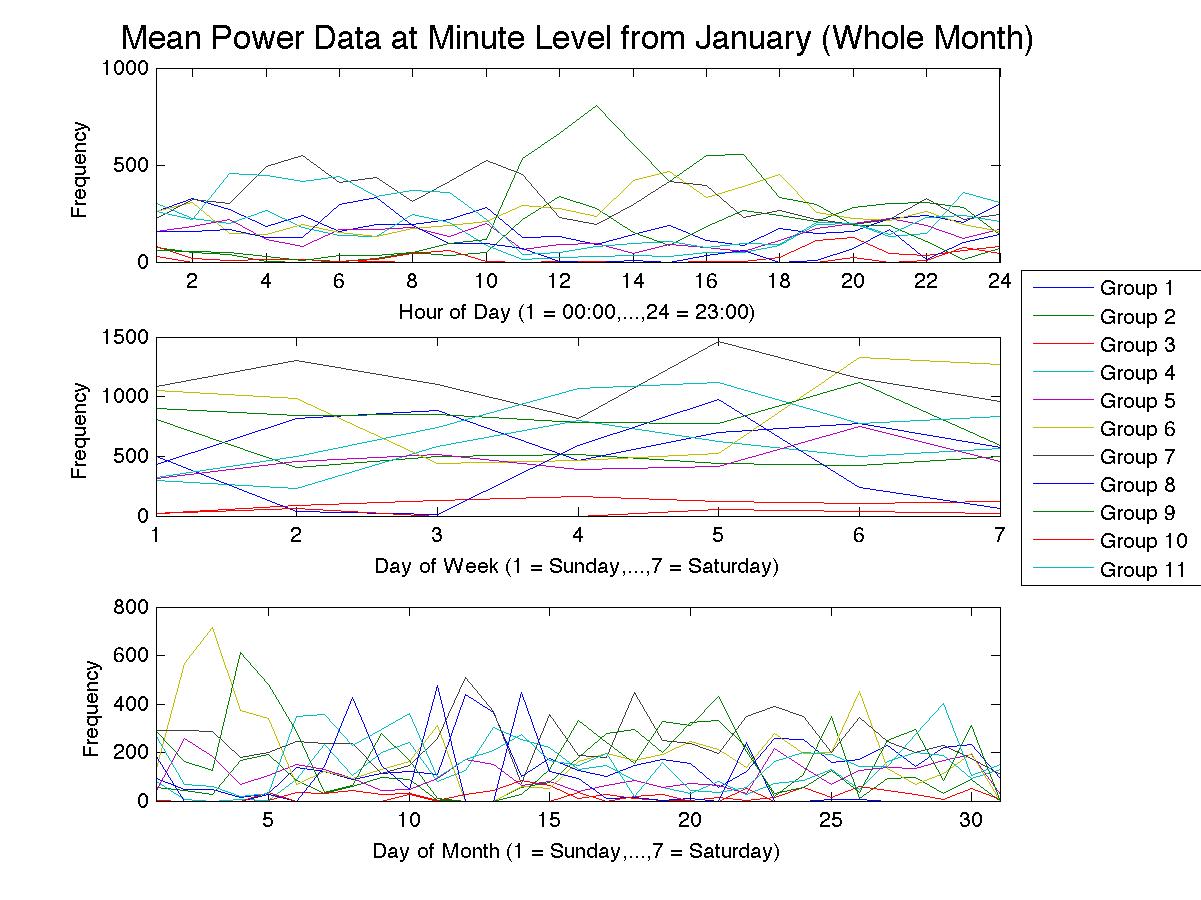 Mean Power Data at Minute Level from January (Whole Month)
1000
500
0
Frequency
2 4 6 8 10 12 14 16 18 20 22 24
Hour of Day (1 = 00:00,...,24 = 23:00)
1500
1000
500
0
Frequency
1 2 3 4 5 6 7
Day of Week (1 = Sunday,...,7 = Saturday)
800
600
400
200
0
Frequency
5 10 15 20 25 30
Day of Month (1 = Sunday,...,7 = Saturday)
Group 1
Group 2
Group 3
Group 4
Group 5
Group 6
Group 7
Group 8
Group 9
Group 10
Group 11